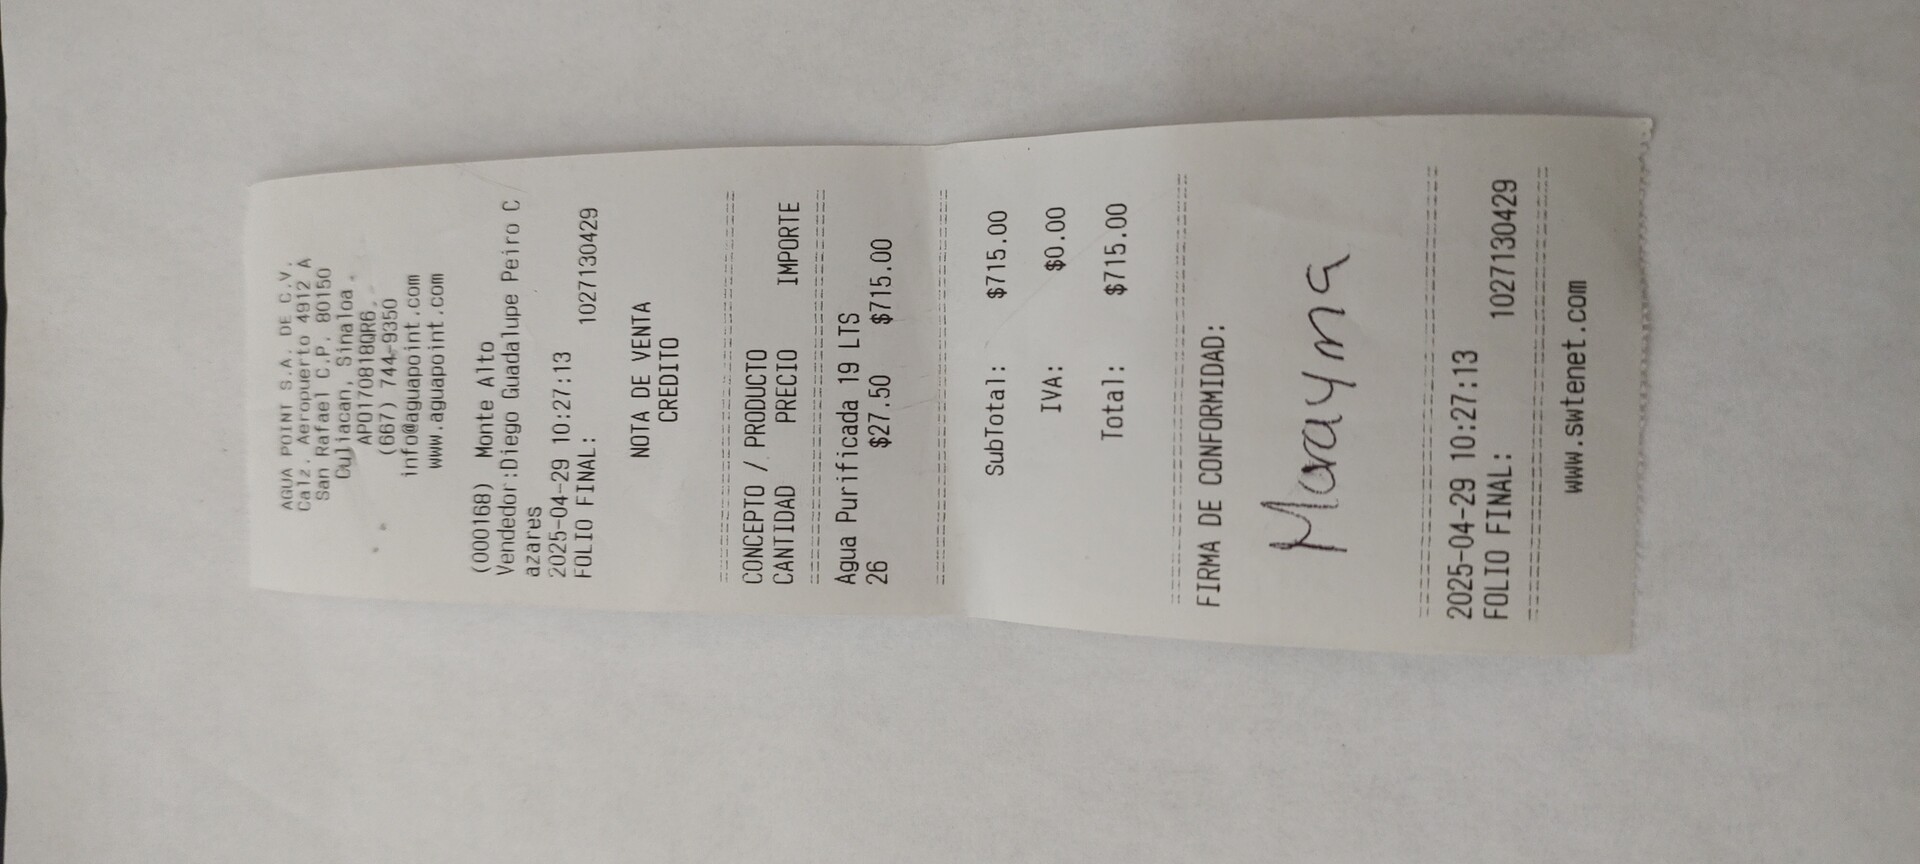 AGUA POINT S.A. DE C.V.
Calz. Aeropuerto 4912 A
San Rafael C.P. 80150
Culiacan, Sinaloa.
APO170818QR6.
(667) 744-9350
info@aguapoint.com
www.aguapoint.com
(000168) Monte Alto
Vendedor:Diego Guadalupe Peiro C
azares
2025-04-29 10:27:13
FOLIO FINAL: 1027130429
NOTA DE VENTA
CREDITO
CONCEPTO / PRODUCTO
CANTIDAD PRECIO IMPORTE
Agua Purificada 19 LTS
26 $27.50 $715.00
SubTotal: $715.00
IVA: $0.00
Total: $715.00
FIRMA DE CONFORMIDAD:
Morayma
2025-04-29 10:27:13
FOLIO FINAL: 1027130429
www.swtenet.com